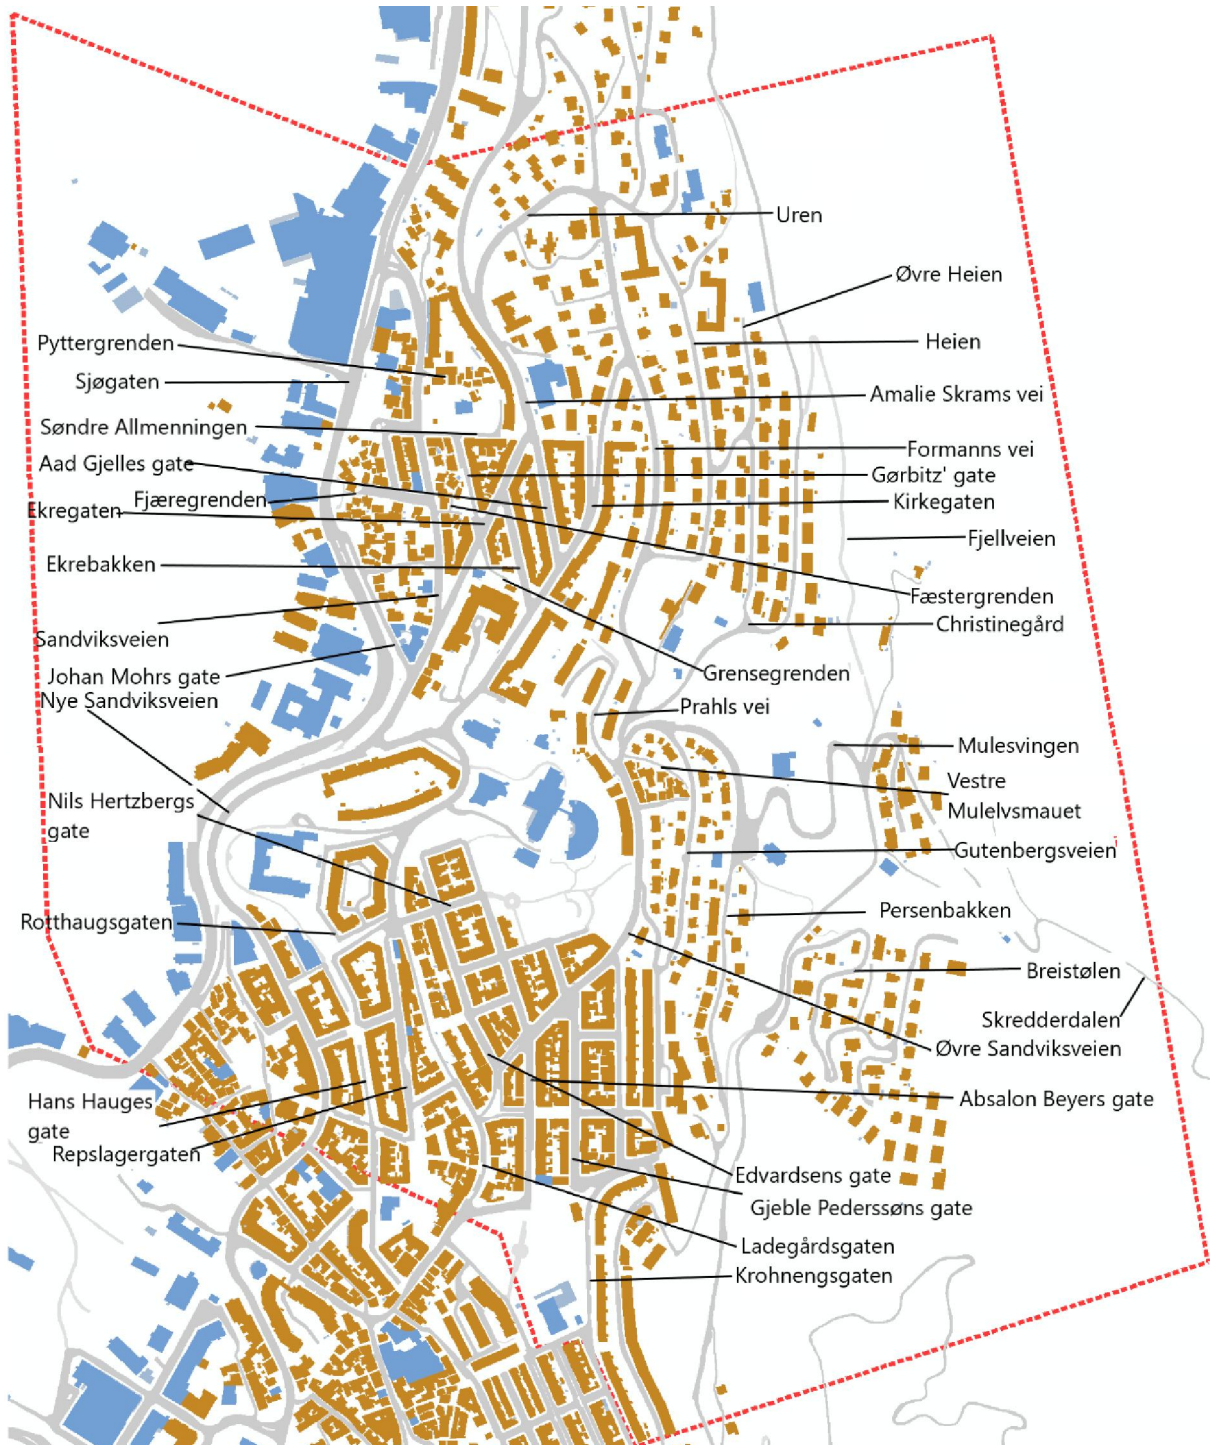 Uren
Øvre Heien
Pyttergrenden
Heien
Sjøgaten
Amalie Skrams vei
Søndre Allmenningen
Formanns vei
Aad Gjelles gate
Gørbitz' gate
Fjæregrenden
Kirkegaten
Ekregaten
Fjellveien
Ekrebakken
Fæstergrenden
Christinegård
Sandviksveien
Grensegrenden
Johan Mohrs gate
Nye Sandviksveien
Prahls vei
Mulesvingen
Vestre
Mulelvsmauet
Nils Hertzbergs
gate
Gutenbergsveien
Persenbakken
Rotthaugsgaten
Breistølen
Skredderdalen
Øvre Sandviksveien
Hans Hauges
gate
Absalon Beyers gate
Repslagergaten
Edvardsens gate
Gjeble Pederssøns gate
Ladegårdsgaten
Krohnengsgaten